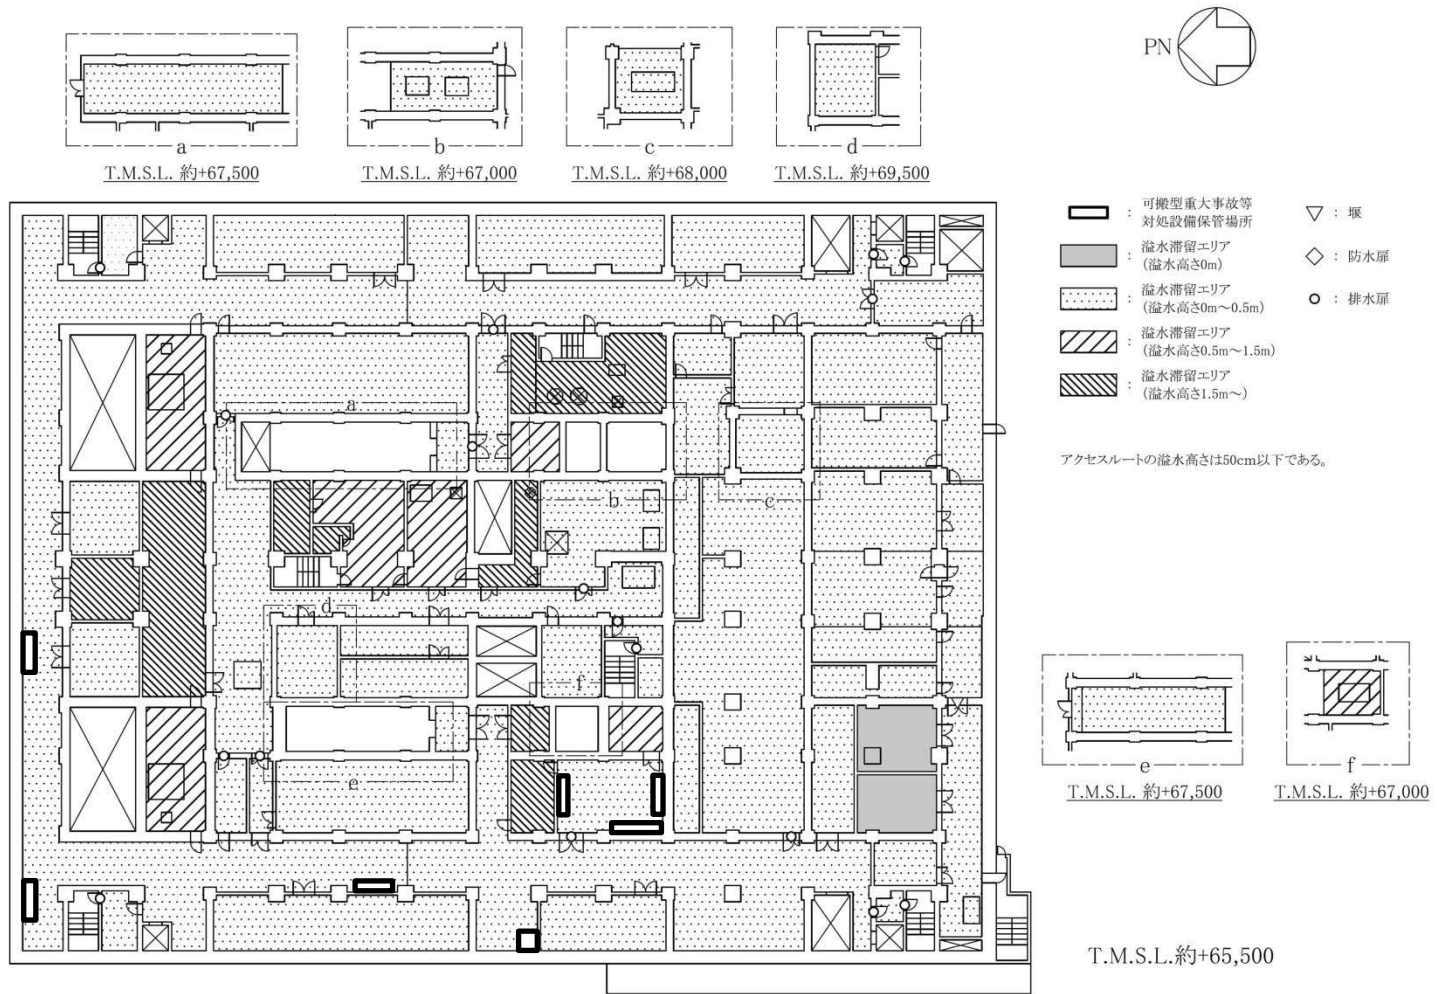 PN
a
T.M.S.L. 約+67,500
b
T.M.S.L. 約+67,000
c
T.M.S.L. 約+68,000
d
T.M.S.L. 約+69,500
： 可搬型重大事故等
対処設備保管場所
： 溢水滞留エリア
（溢水高さ0m）
： 溢水滞留エリア
（溢水高さ0m～0.5m）
： 溢水滞留エリア
（溢水高さ0.5m～1.5m）
： 溢水滞留エリア
（溢水高さ1.5m～）
： 堰
： 防水扉
： 排水扉
アクセスルートの溢水高さは50cm以下である。
a
b
c
d
f
e
e
T.M.S.L. 約+67,500
f
T.M.S.L. 約+67,000
T.M.S.L.約+65,500